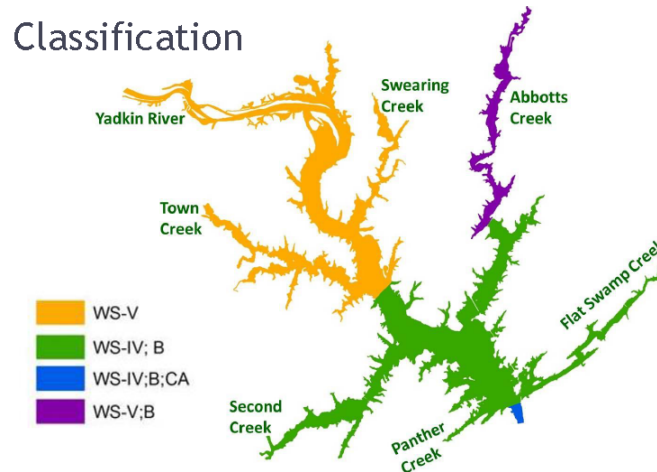 Classification
Yadkin River
Swearing
Creek
Abbotts
Creek
Town
Creek
Flat Swamp Creek
WS-V
WS-IV; B
WS-IV;B;CA
WS-V;B
Second
Creek
Panther
Creek